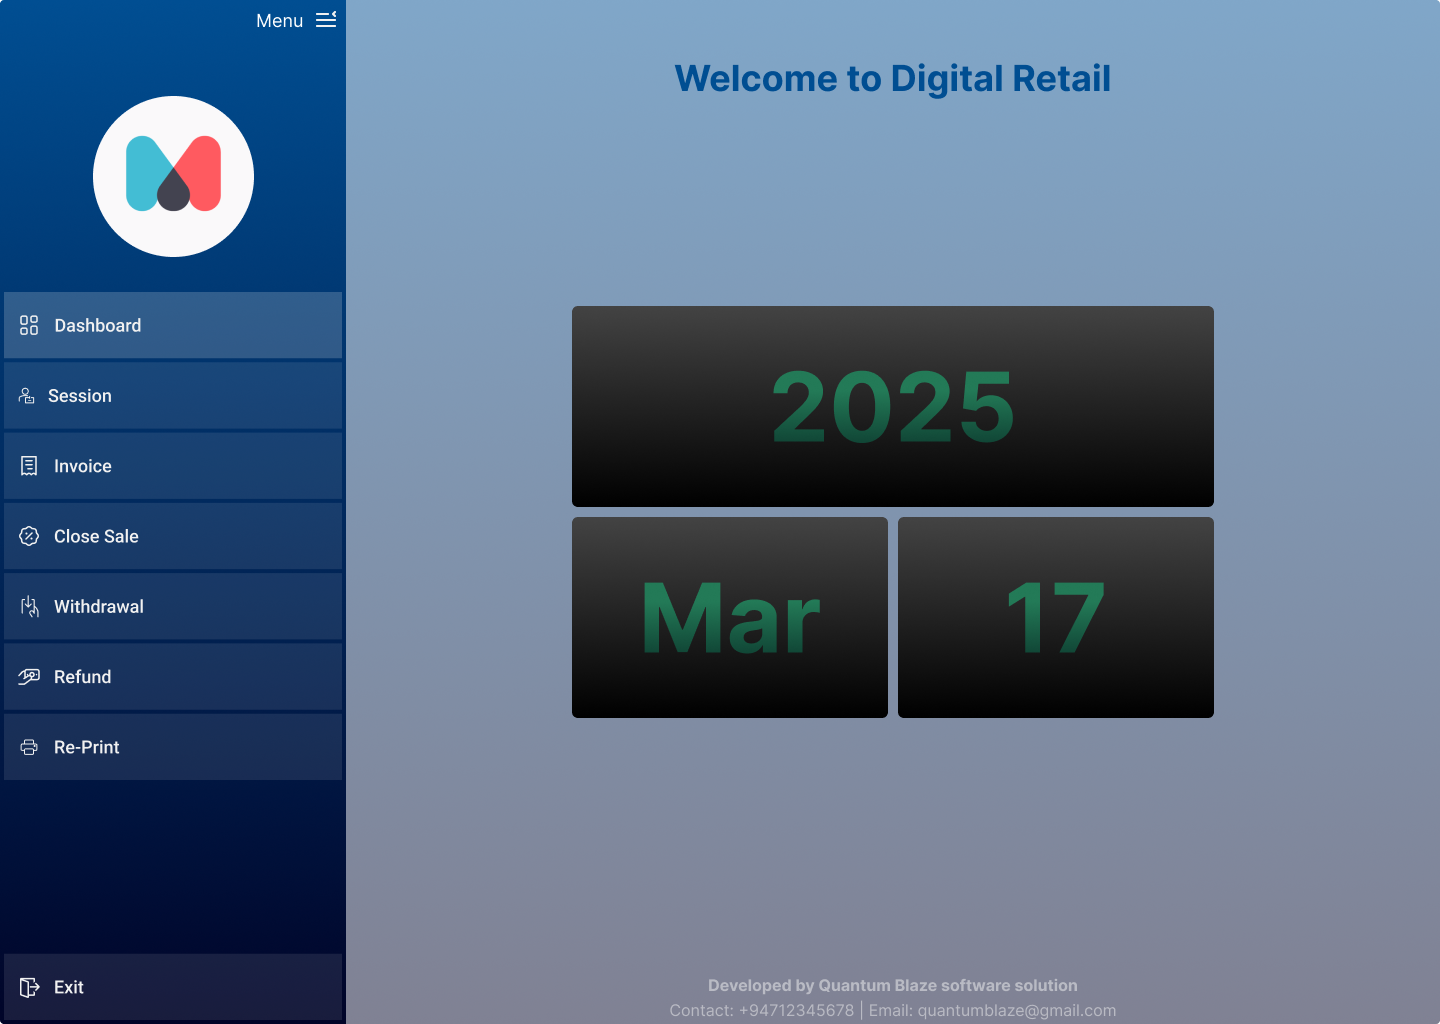 Menu
Welcome to Digital Retail
Dashboard
Session
Invoice
Close Sale
Withdrawal
Refund
Re-Print
Exit
2025
Mar
17
Developed by Quantum Blaze software solution
Contact: +94712345678 | Email: quantumblaze@gmail.com